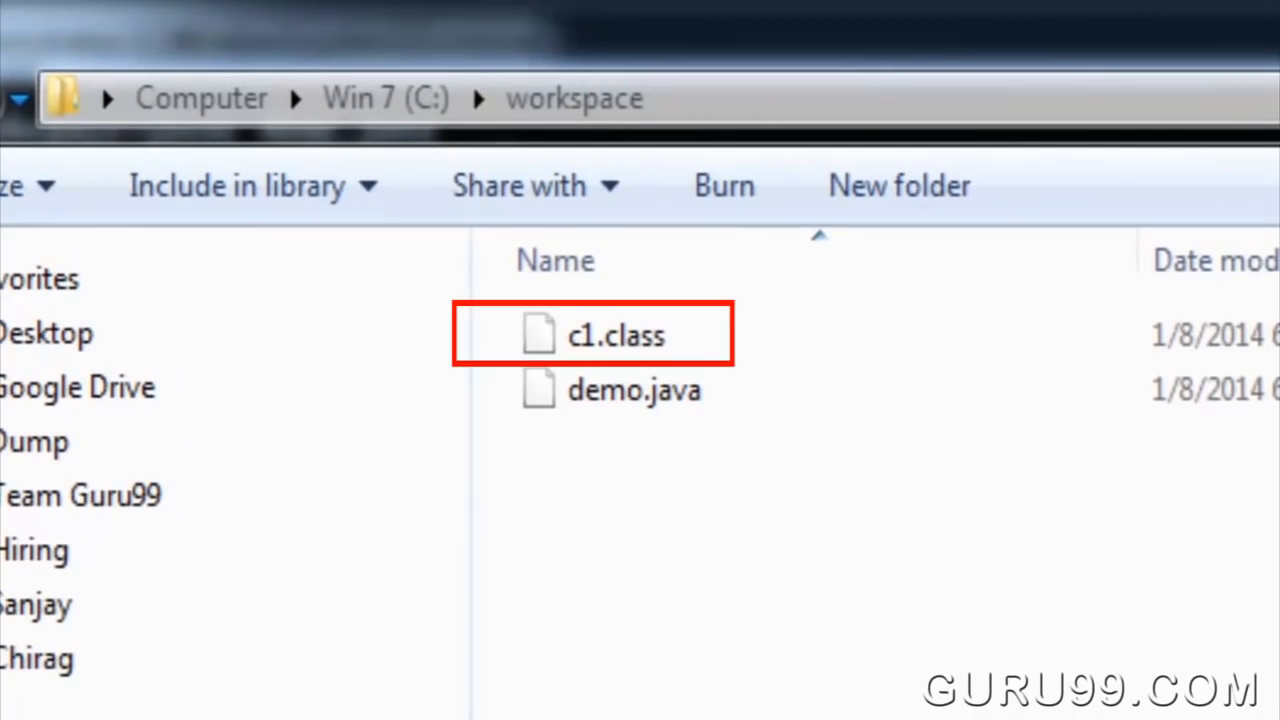 Computer Win 7 (C:) workspace
ze Include in library Share with Burn New folder
Name Date mod
vorites
Desktop
c1.class 1/8/2014 6
Google Drive
demo.java 1/8/2014 6
Dump
Team Guru99
Hiring
Sanjay
Chirag
GURU99.COM